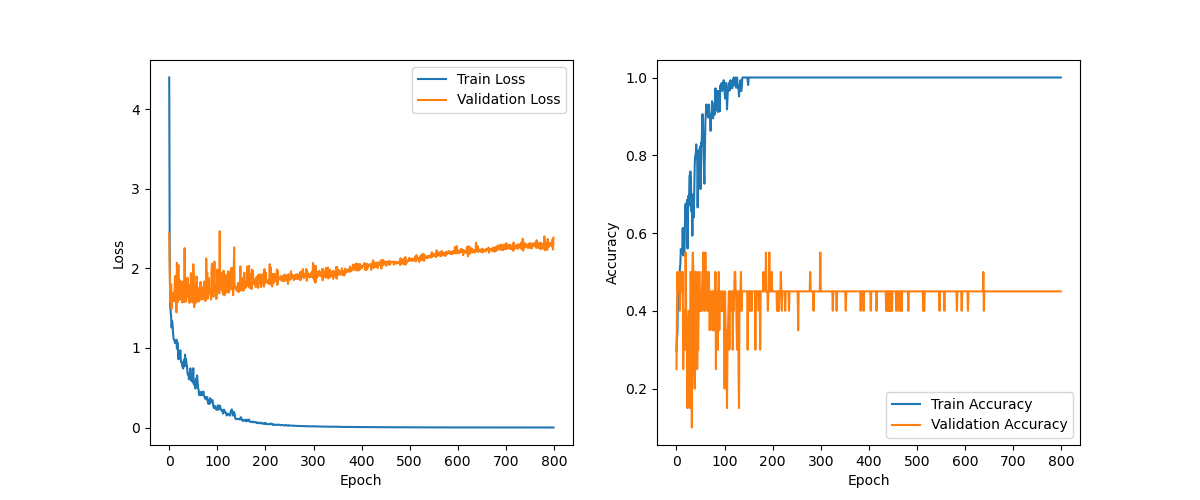 Train Loss
Validation Loss
4
3
2
1
0
Loss
0 100 200 300 400 500 600 700 800
Epoch
1.0
0.8
0.6
0.4
0.2
Accuracy
Train Accuracy
Validation Accuracy
0 100 200 300 400 500 600 700 800
Epoch